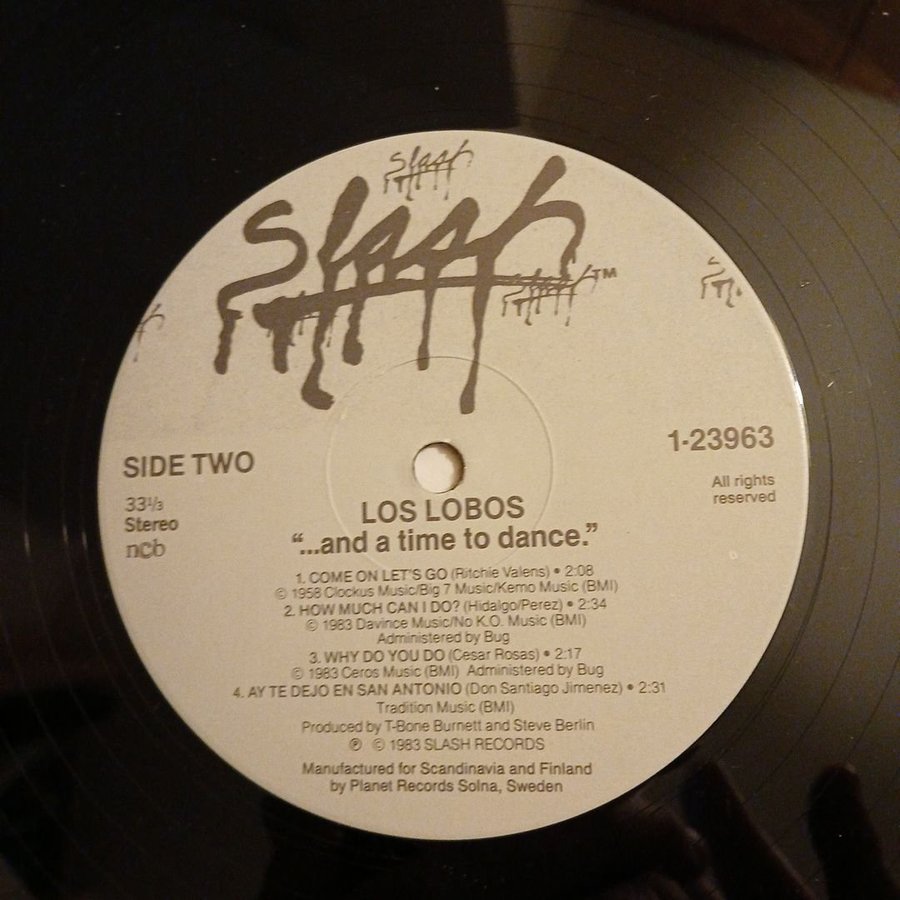 Slash
Slash
Slash™
SIDE TWO
1-23963
33⅓
Stereo
ncb
All rights
reserved
LOS LOBOS
“...and a time to dance.”
1. COME ON LET'S GO (Ritchie Valens) • 2:08
© 1958 Clockus Music/Big 7 Music/Kemo Music (BMI)
2. HOW MUCH CAN I DO? (Hidalgo/Perez) • 2:34
© 1983 Davince Music/No K.O. Music (BMI)
Administered by Bug
3. WHY DO YOU DO (Cesar Rosas) • 2:17
© 1983 Ceros Music (BMI) Administered by Bug
4. AY TE DEJO EN SAN ANTONIO (Don Santiago Jimenez) • 2:31
Tradition Music (BMI)
Produced by T-Bone Burnett and Steve Berlin
℗ © 1983 SLASH RECORDS
Manufactured for Scandinavia and Finland
by Planet Records Solna, Sweden